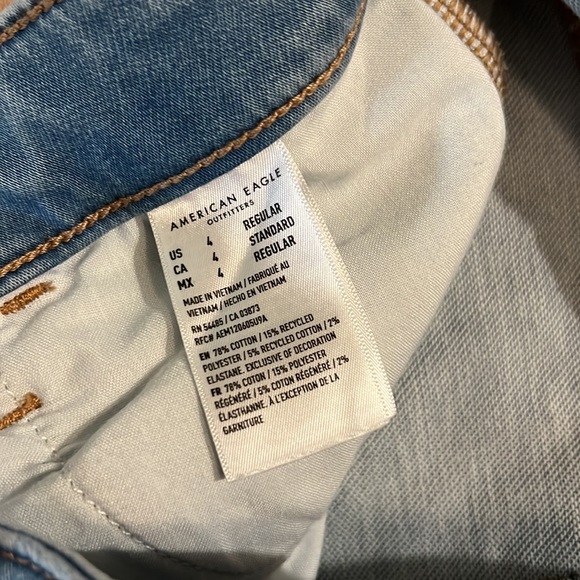 AMERICAN EAGLE
OUTFITTERS
US 4 REGULAR
CA 4 STANDARD
MX 4 REGULAR
MADE IN VIETNAM / FABRIQUÉ AU
VIETNAM / HECHO EN VIETNAM
RN 54485 / CA 03873
RFC# AEM120605U9A
EN 78% COTTON / 15% RECYCLED
POLYESTER / 5% RECYCLED COTTON / 2%
ELASTANE. EXCLUSIVE OF DECORATION
FR 78% COTON / 15% POLYESTER
RÉGÉNÉRÉ / 5% COTON RÉGÉNÉRÉ / 2%
ÉLASTHANNE. À L'EXCEPTION DE LA
GARNITURE